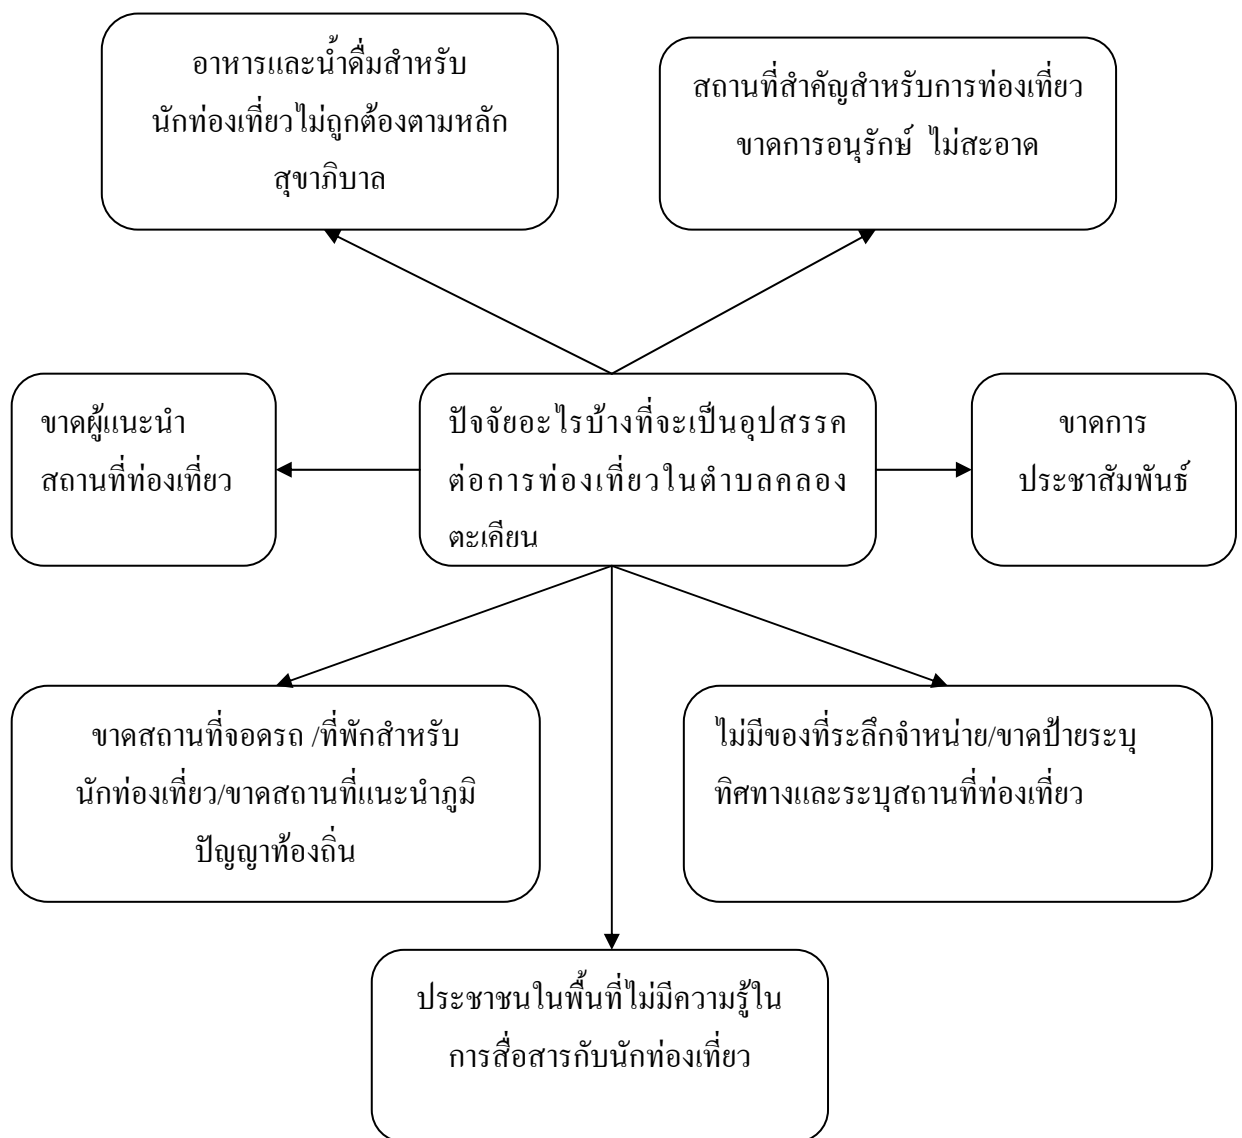 อาหารและน้ำดื่มสำหรับ
นักท่องเที่ยวไม่ถูกต้องตามหลัก
สุขาภิบาล
สถานที่สำคัญสำหรับการท่องเที่ยว
ขาดการอนุรักษ์ ไม่สะอาด
ขาดผู้แนะนำ
สถานที่ท่องเที่ยว
ปัจจัยอะไรบ้างที่จะเป็นอุปสรรค
ต่อการท่องเที่ยวในตำบลคลอง
ตะเคียน
ขาดการ
ประชาสัมพันธ์
ขาดสถานที่จอดรถ /ที่พักสำหรับ
นักท่องเที่ยว/ขาดสถานที่แนะนำภูมิ
ปัญญาท้องถิ่น
ไม่มีของที่ระลึกจำหน่าย/ขาดป้ายระบุ
ทิศทางและระบุสถานที่ท่องเที่ยว
ประชาชนในพื้นที่ไม่มีความรู้ใน
การสื่อสารกับนักท่องเที่ยว